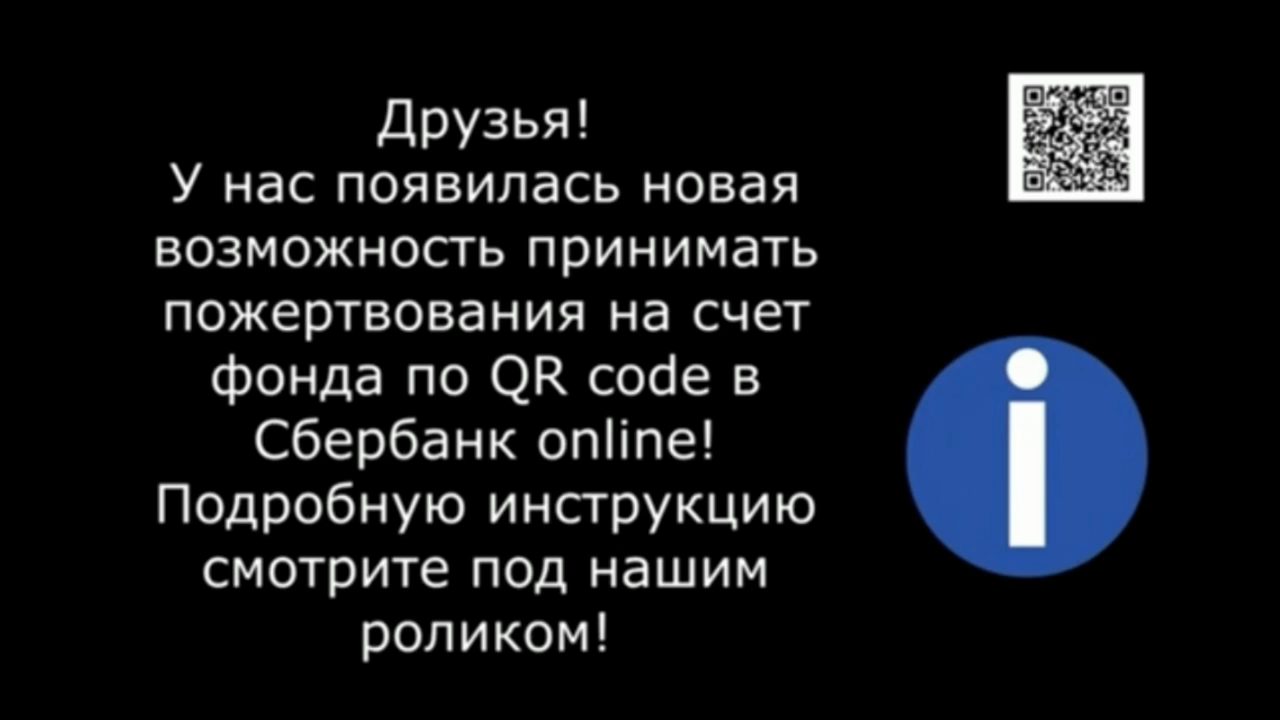 Друзья!
У нас появилась новая
возможность принимать
пожертвования на счет
фонда по QR code в
Сбербанк online!
Подробную инструкцию
смотрите под нашим
роликом!
i